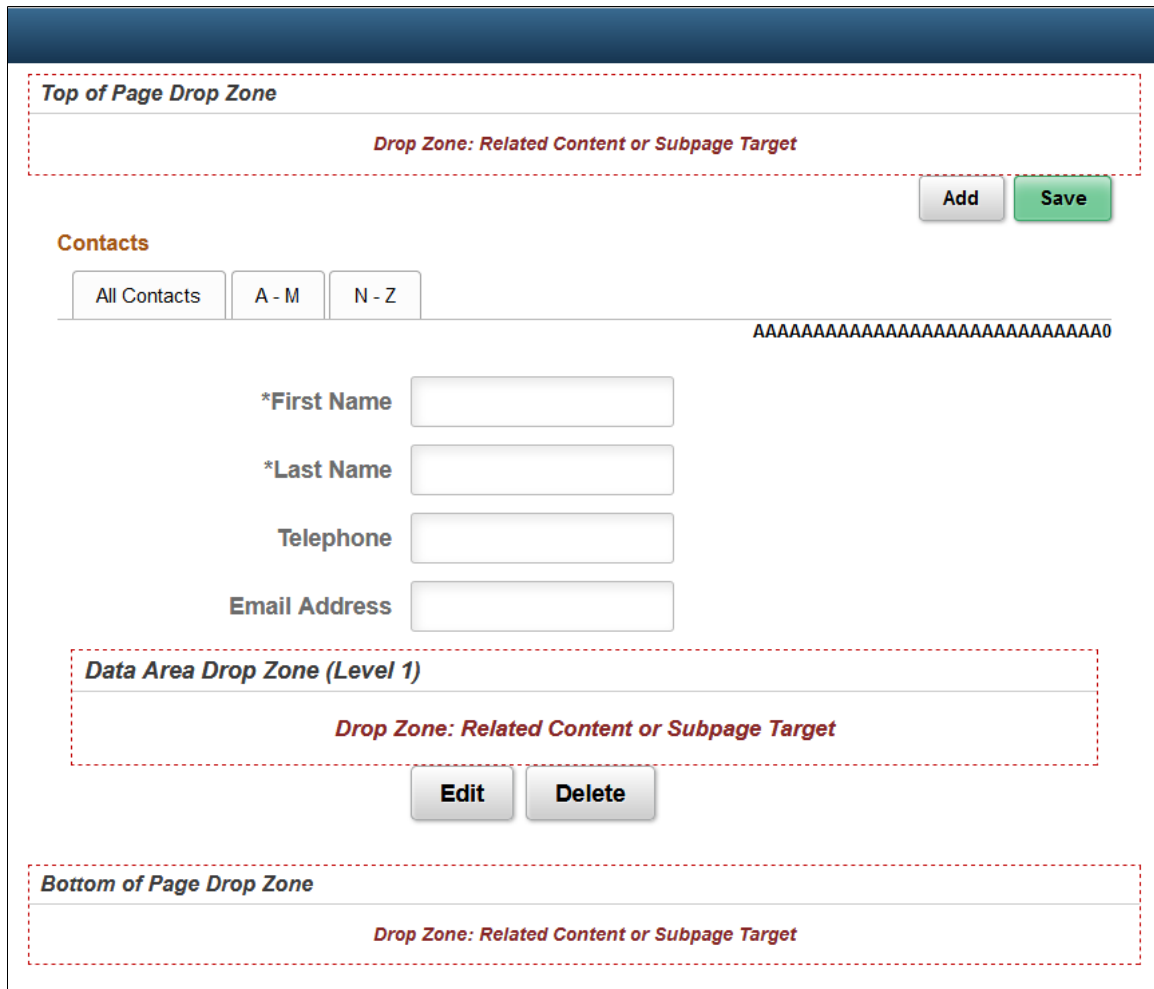 Top of Page Drop Zone
Drop Zone: Related Content or Subpage Target
Add Save
Contacts
All Contacts A - M N - Z
AAAAAAAAAAAAAAAAAAAAAAAAAAAAA0
*First Name
*Last Name
Telephone
Email Address
Data Area Drop Zone (Level 1)
Drop Zone: Related Content or Subpage Target
Edit Delete
Bottom of Page Drop Zone
Drop Zone: Related Content or Subpage Target